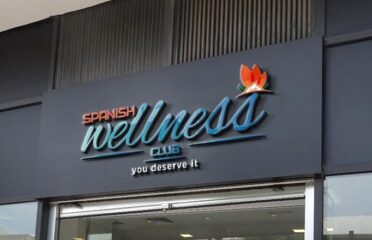 SPANISH
wellness
CLUB
you deserve it